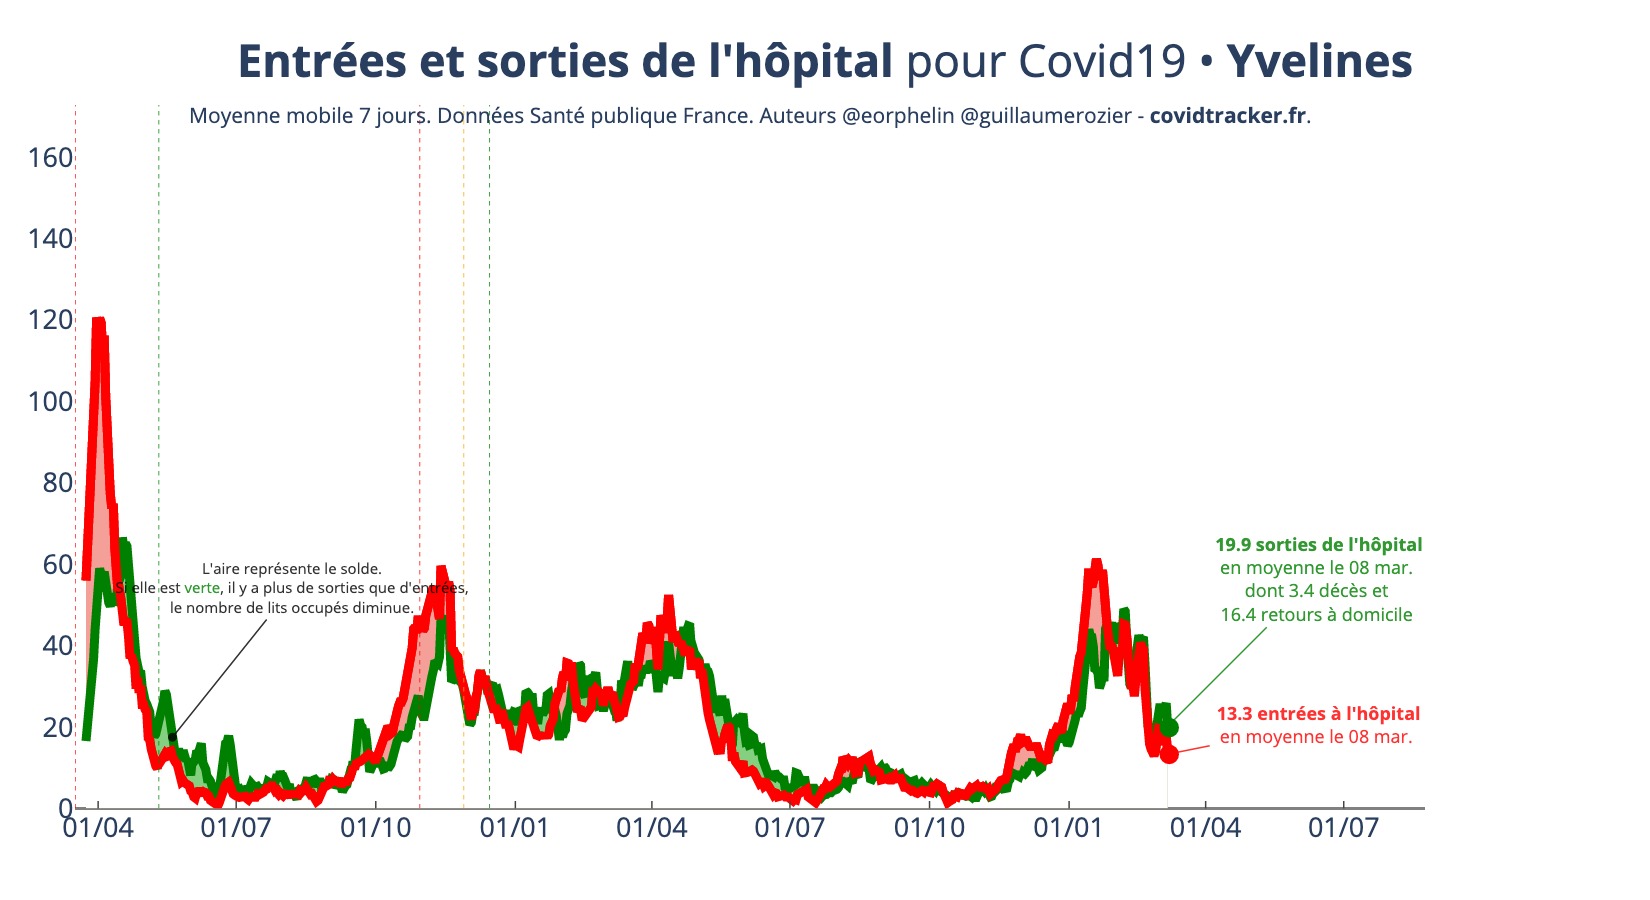 Entrées et sorties de l'hôpital pour Covid19 • Yvelines
Moyenne mobile 7 jours. Données Santé publique France. Auteurs @eorphelin @guillaumerozier - covidtracker.fr.
160
140
120
100
80
60
40
20
0
L'aire représente le solde.
Si elle est verte, il y a plus de sorties que d'entrées,
le nombre de lits occupés diminue.
19.9 sorties de l'hôpital
en moyenne le 08 mar.
dont 3.4 décès et
16.4 retours à domicile
13.3 entrées à l'hôpital
en moyenne le 08 mar.
01/04 01/07 01/10 01/01 01/04 01/07 01/10 01/01 01/04 01/07